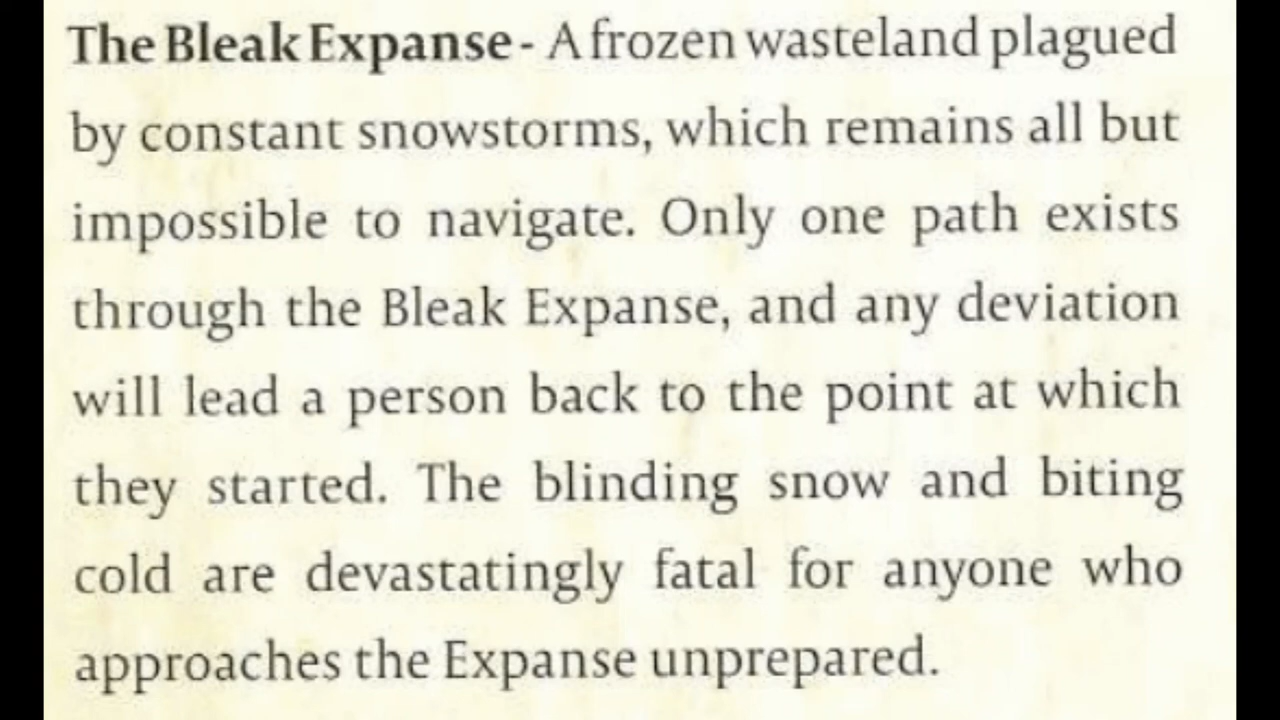 The Bleak Expanse - A frozen wasteland plagued
by constant snowstorms, which remains all but
impossible to navigate. Only one path exists
through the Bleak Expanse, and any deviation
will lead a person back to the point at which
they started. The blinding snow and biting
cold are devastatingly fatal for anyone who
approaches the Expanse unprepared.